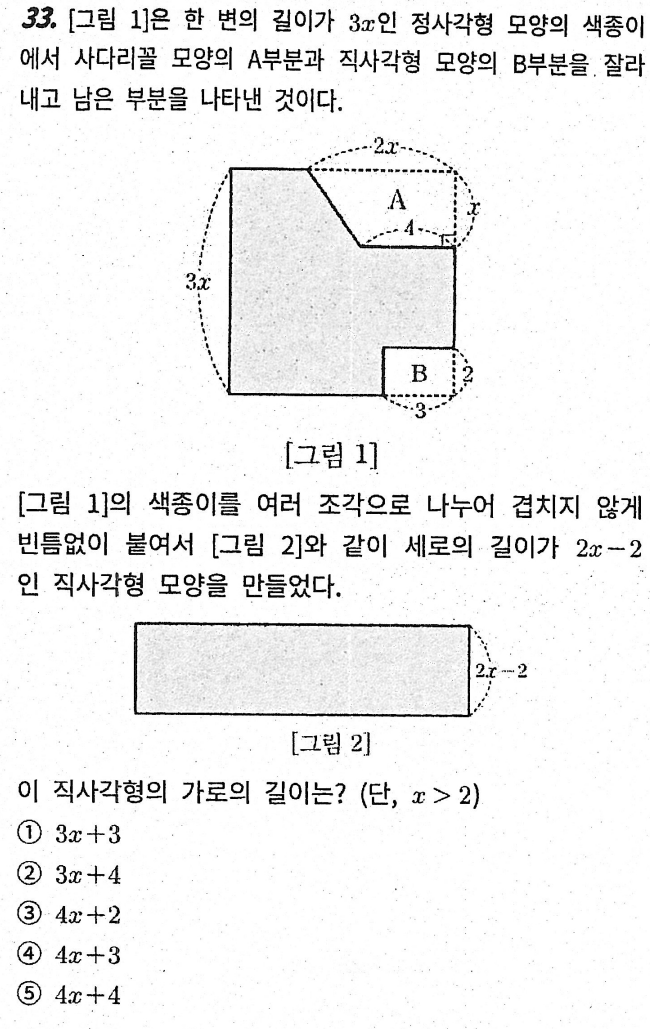 33. [그림 1]은 한 변의 길이가 3x인 정사각형 모양의 색종이
에서 사다리꼴 모양의 A부분과 직사각형 모양의 B부분을 잘라
내고 남은 부분을 나타낸 것이다.
2x
A
x
4
3x
B
2
3
[그림 1]
[그림 1]의 색종이를 여러 조각으로 나누어 겹치지 않게
빈틈없이 붙여서 [그림 2]와 같이 세로의 길이가 2x-2
인 직사각형 모양을 만들었다.
2x-2
[그림 2]
이 직사각형의 가로의 길이는? (단, x > 2)
① 3x+3
② 3x+4
③ 4x+2
④ 4x+3
⑤ 4x+4